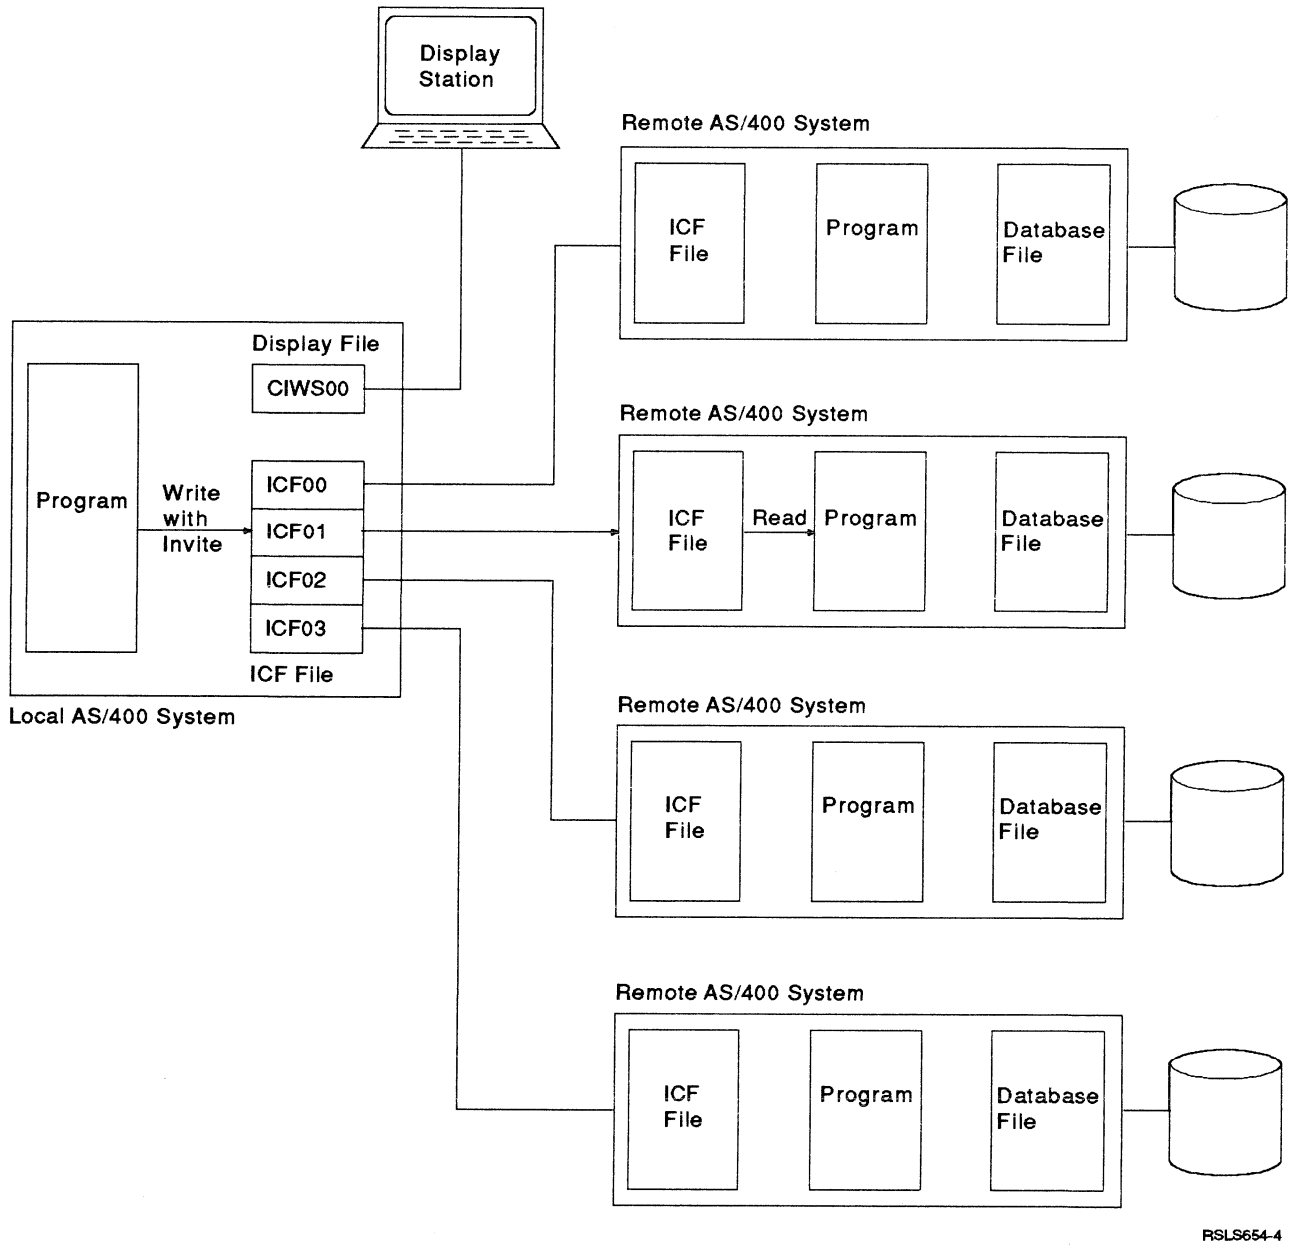 Display
Station
Remote AS/400 System
ICF
File
Program
Database
File
Display File
CIWS00
Program
Write
with
Invite
ICF00
ICF01
ICF02
ICF03
ICF File
Local AS/400 System
Remote AS/400 System
ICF
File
Read
Program
Database
File
Remote AS/400 System
ICF
File
Program
Database
File
Remote AS/400 System
ICF
File
Program
Database
File
RSLS654-4